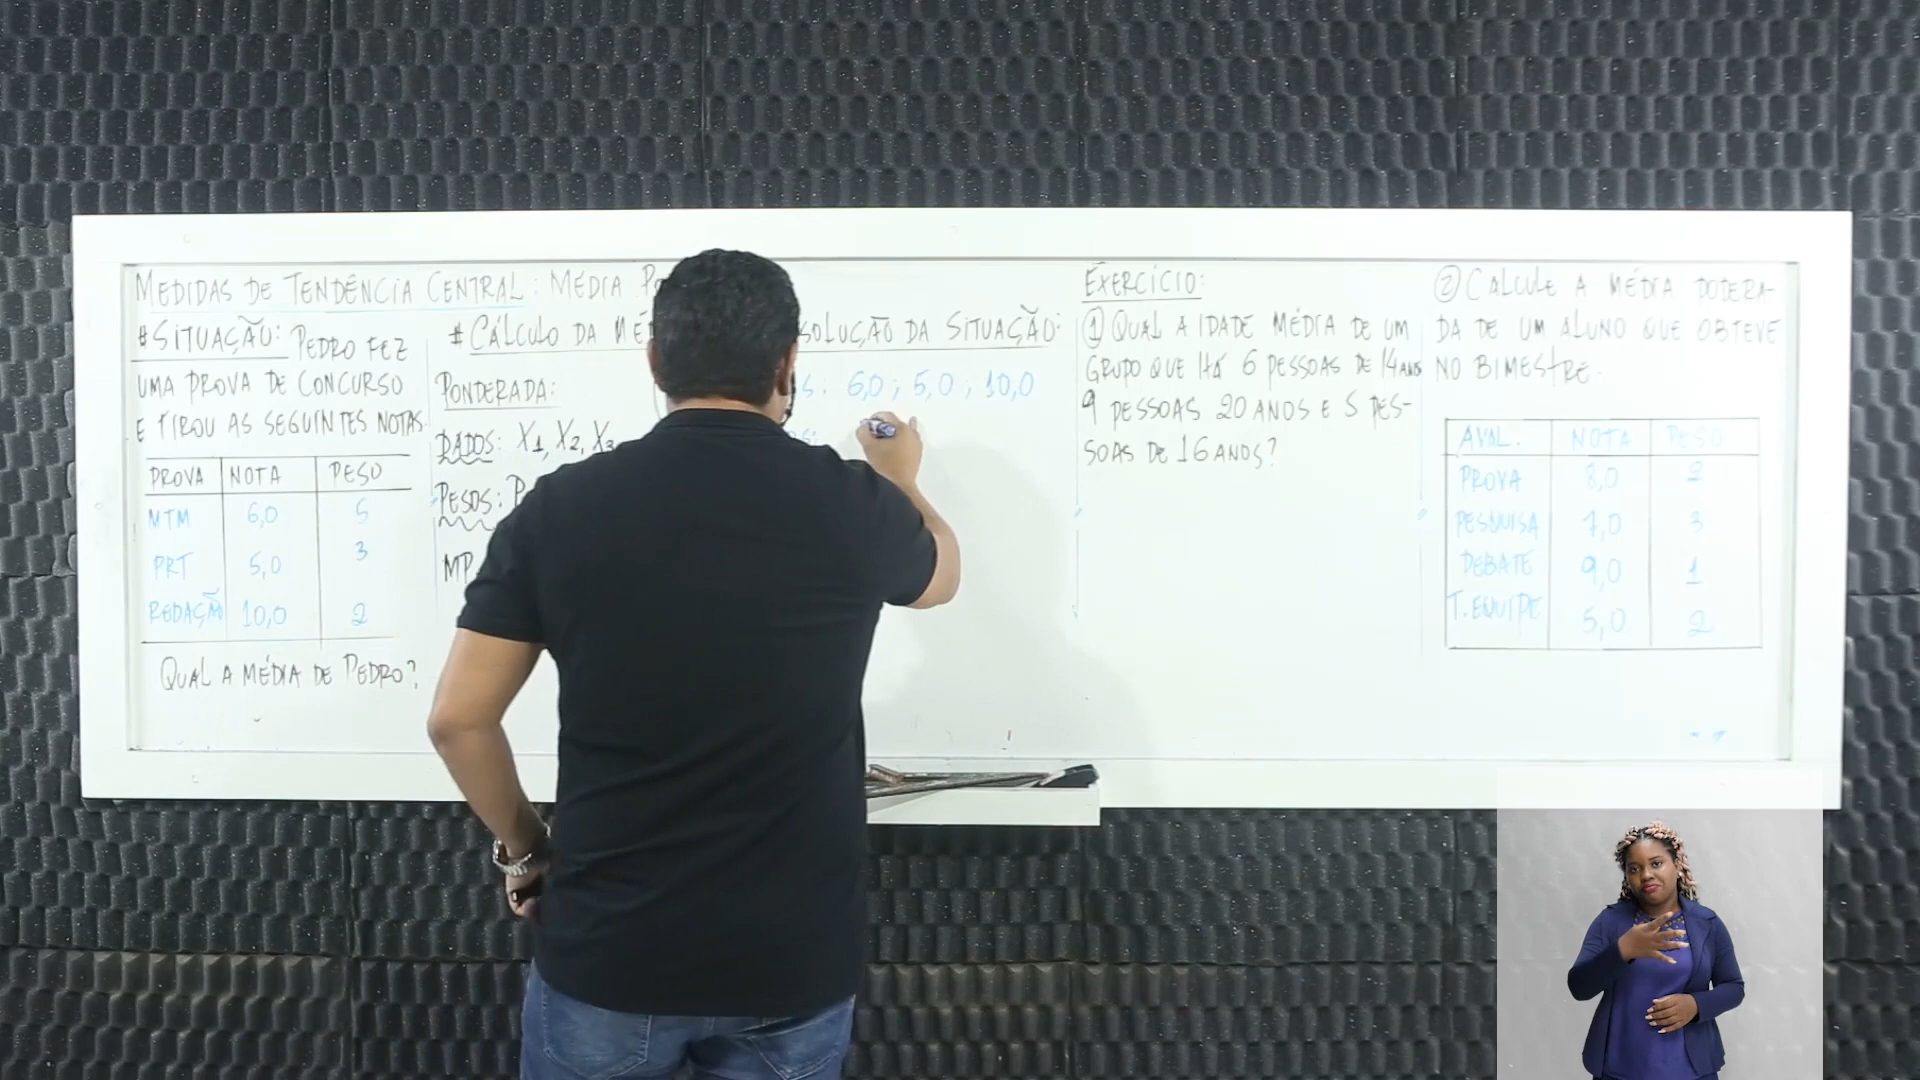 MEDIDAS DE TENDÊNCIA CENTRAL: MÉDIA
#SITUAÇÃO: PEDRO FEZ
UMA PROVA DE CONCURSO
E TIROU AS SEGUINTES NOTAS.
PROVA NOTA PESO
MTM 6,0 5
PRT 5,0 3
REDAÇÃO 10,0 2
QUAL A MÉDIA DE PEDRO?
# CÁLCULO DA
PONDERADA:
DADOS: X1, X2, X3
PESOS:
MP
DA SITUAÇÃO:
6,0; 5,0; 10,0
EXERCÍCIO:
① QUAL A IDADE MÉDIA DE UM
GRUPO QUE HÁ 6 PESSOAS DE 14 ANOS
9 PESSOAS 20 ANOS E 5 PES-
SOAS DE 16 ANOS?
② CALCULE A MÉDIA PODERA-
DA DE UM ALUNO QUE OBTEVE
NO BIMESTRE.
AVAL. NOTA PESO
PROVA 8,0 2
PESQUISA 7,0 3
DEBATE 9,0 1
T. EQUIPE 5,0 2